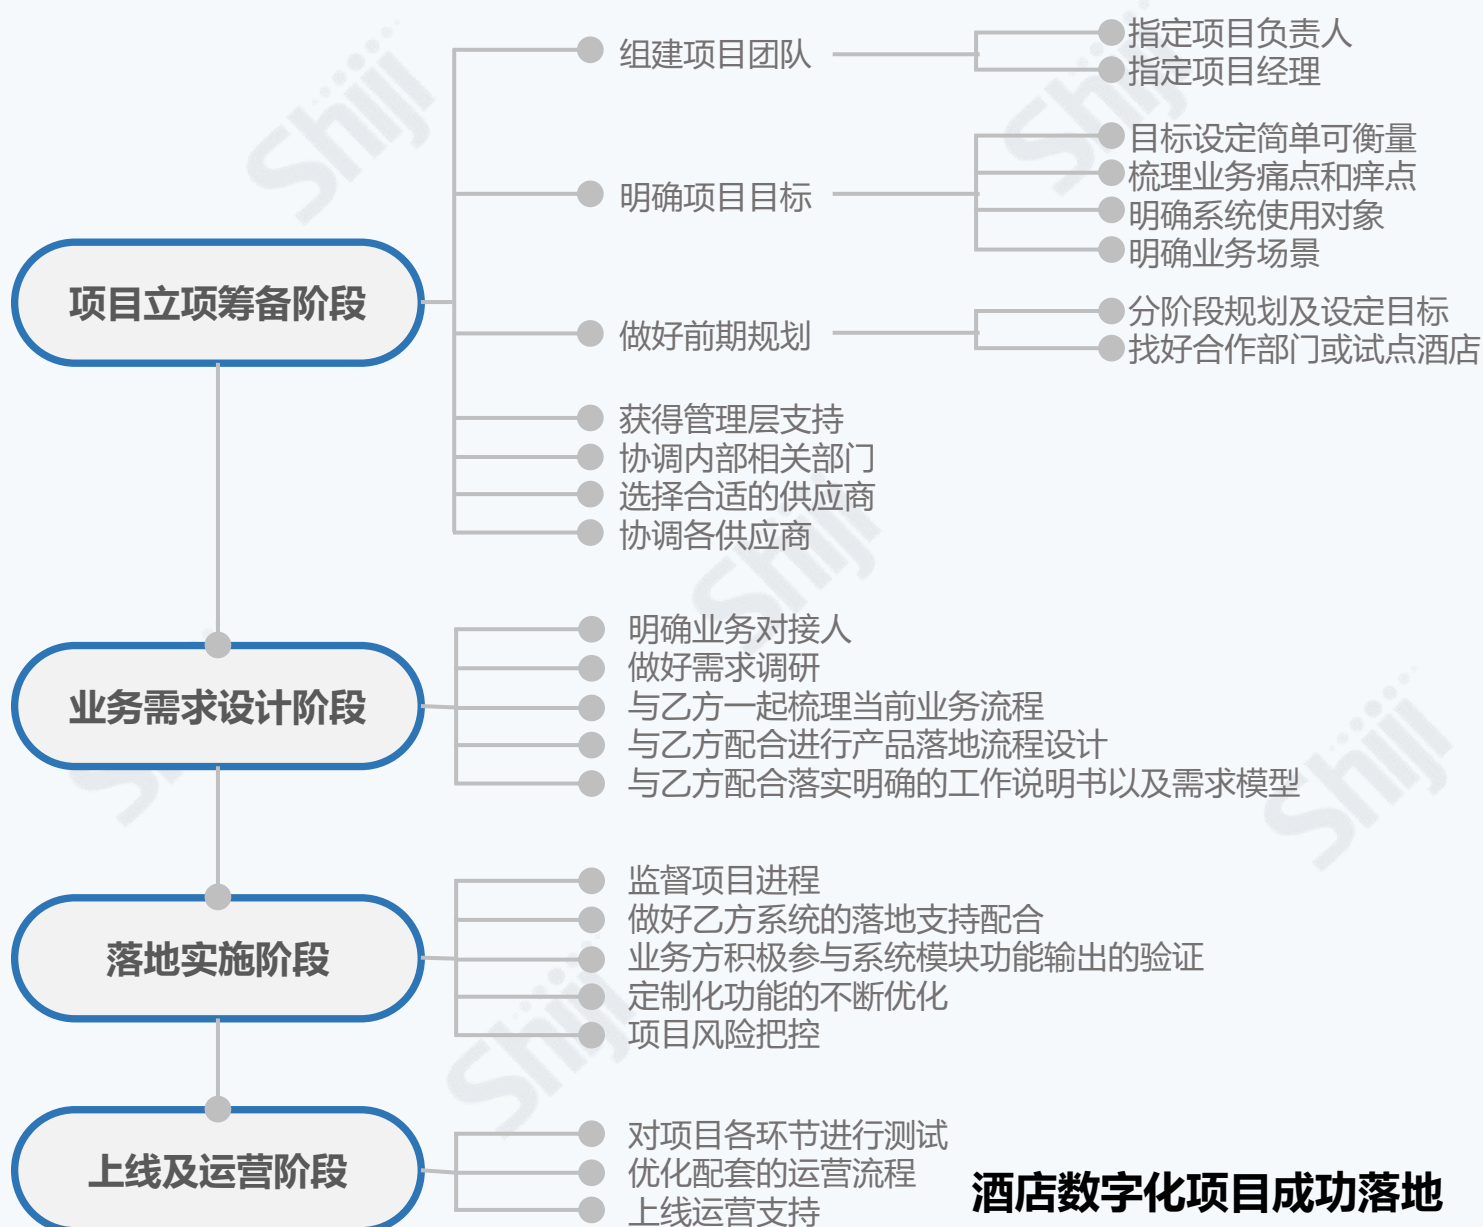 项目立项筹备阶段
组建项目团队
指定项目负责人
指定项目经理
明确项目目标
目标设定简单可衡量
梳理业务痛点和痒点
明确系统使用对象
明确业务场景
做好前期规划
分阶段规划及设定目标
找好合作部门或试点酒店
获得管理层支持
协调内部相关部门
选择合适的供应商
协调各供应商
业务需求设计阶段
明确业务对接人
做好需求调研
与乙方一起梳理当前业务流程
与乙方配合进行产品落地流程设计
与乙方配合落实明确的工作说明书以及需求模型
落地实施阶段
监督项目进程
做好乙方系统的落地支持配合
业务方积极参与系统模块功能输出的验证
定制化功能的不断优化
项目风险把控
上线及运营阶段
对项目各环节进行测试
优化配套的运营流程
上线运营支持
酒店数字化项目成功落地
Shiji
Shiji
Shiji
Shiji
Shiji